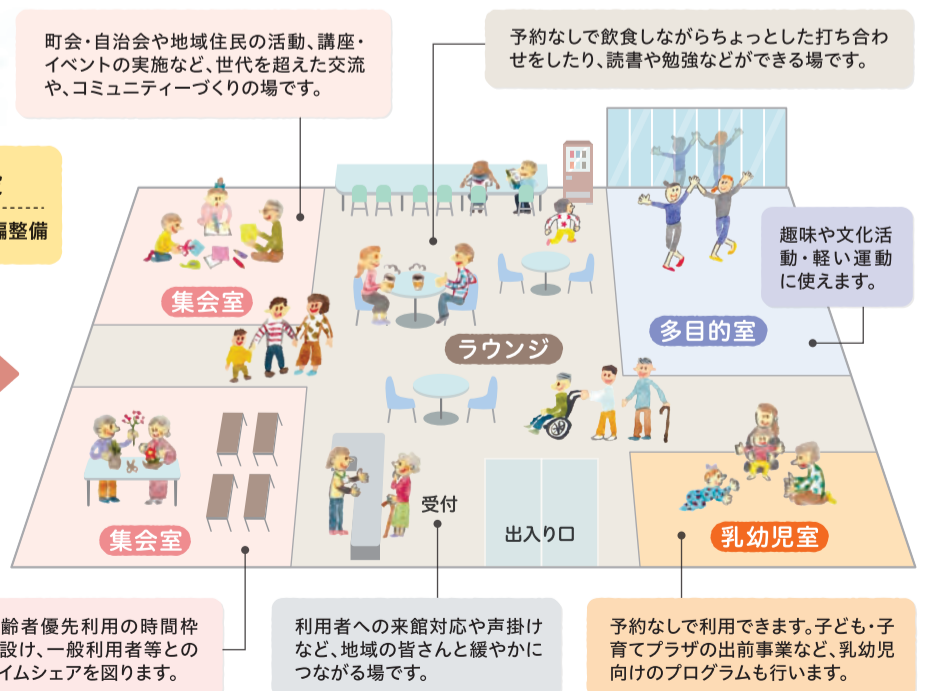 町会・自治会や地域住民の活動、講座・
イベントの実施など、世代を超えた交流
や、コミュニティーづくりの場です。
予約なしで飲食しながらちょっとした打ち合わ
せをしたり、読書や勉強などができる場です。
編整備
趣味や文化活
動・軽い運動
に使えます。
集会室
多目的室
ラウンジ
受付
出入り口
集会室
乳幼児室
齢者優先利用の時間枠
設け、一般利用者等との
イムシェアを図ります。
利用者への来館対応や声掛け
など、地域の皆さんと緩やかに
つながる場です。
予約なしで利用できます。子ども・子
育てプラザの出前事業など、乳幼児
向けのプログラムも行います。